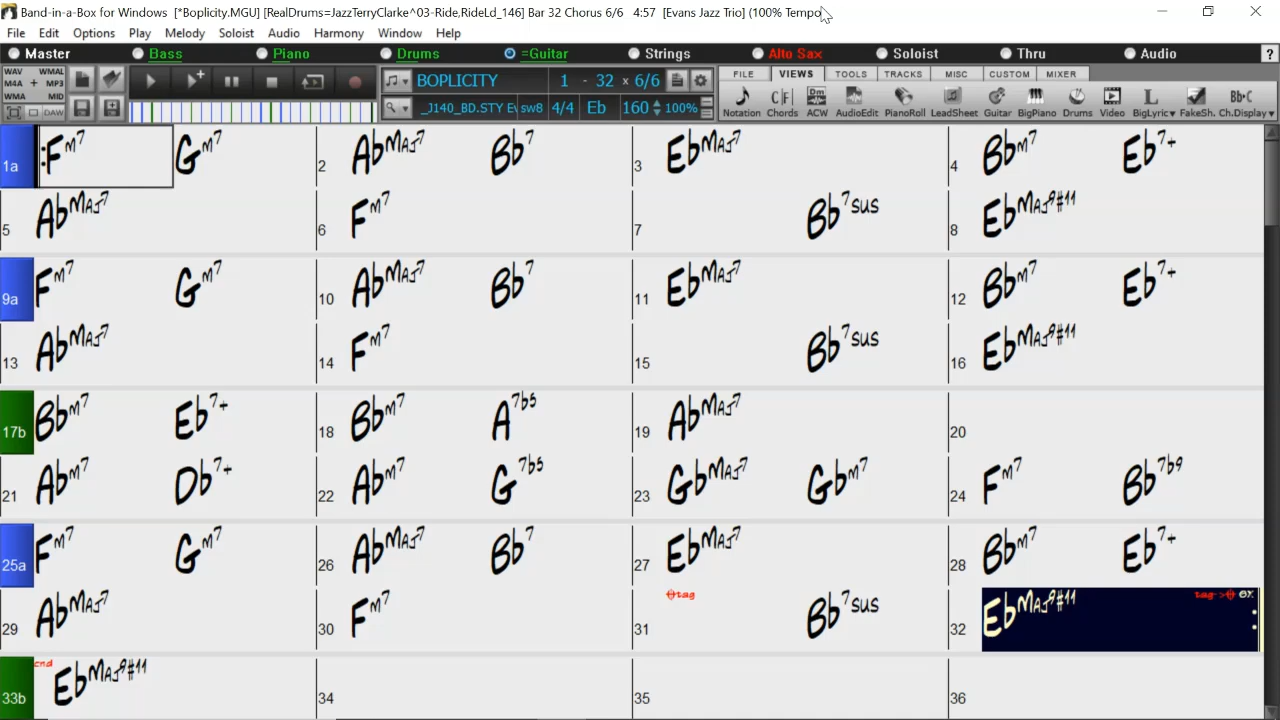 Band-in-a-Box for Windows [*Boplicity.MGU] [RealDrums=JazzTerryClarke^03-Ride,RideLd_146] Bar 32 Chorus 6/6 4:57 [Evans Jazz Trio] (100% Tempo)
File Edit Options Play Melody Soloist Audio Harmony Window Help
Master Bass Piano Drums =Guitar Strings Alto Sax Soloist Thru Audio ?
WAV WMAL
M4A + MP3
WMA MID
DAW
BOPLICITY 1 - 32 x 6/6
_J140_BD.STY Ev sw8 4/4 Eb 160 100%
FILE VIEWS TOOLS TRACKS MISC CUSTOM MIXER
Notation Chords ACW AudioEdit PianoRoll LeadSheet Guitar BigPiano Drums Video BigLyric FakeSh. Ch.Display
1a :Fm7 Gm7 2 AbMAJ7 Bb7 3 EbMAJ7 4 Bbm7 Eb7+
5 AbMAJ7 6 Fm7 7 Bb7sus 8 EbMAJ9#11
9a Fm7 Gm7 10 AbMAJ7 Bb7 11 EbMAJ7 12 Bbm7 Eb7+
13 AbMAJ7 14 Fm7 15 Bb7sus 16 EbMAJ9#11
17b Bbm7 Eb7+ 18 Bbm7 A7b5 19 AbMAJ7 20
21 Abm7 Db7+ 22 Abm7 G7b5 23 GbMAJ7 Gbm7 24 Fm7 Bb7b9
25a Fm7 Gm7 26 AbMAJ7 Bb7 27 EbMAJ7 28 Bbm7 Eb7+
tag tag->
29 AbMAJ7 30 Fm7 31 Bb7sus 32 EbMAJ9#11 :
end
33b EbMAJ9#11 34 35 36